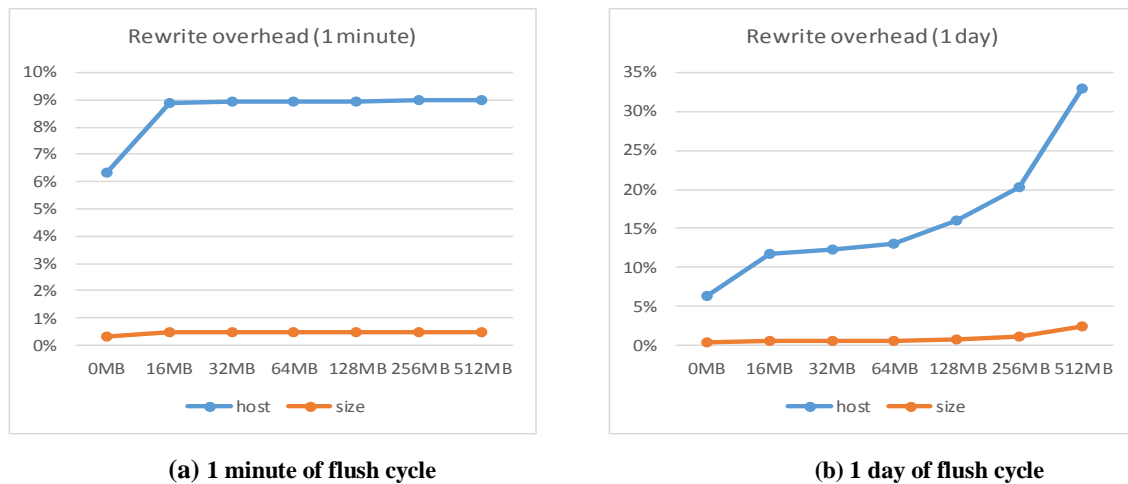 Rewrite overhead (1 minute)
10%
9%
8%
7%
6%
5%
4%
3%
2%
1%
0%
0MB 16MB 32MB 64MB 128MB 256MB 512MB
host size
(a) 1 minute of flush cycle
Rewrite overhead (1 day)
35%
30%
25%
20%
15%
10%
5%
0%
0MB 16MB 32MB 64MB 128MB 256MB 512MB
host size
(b) 1 day of flush cycle